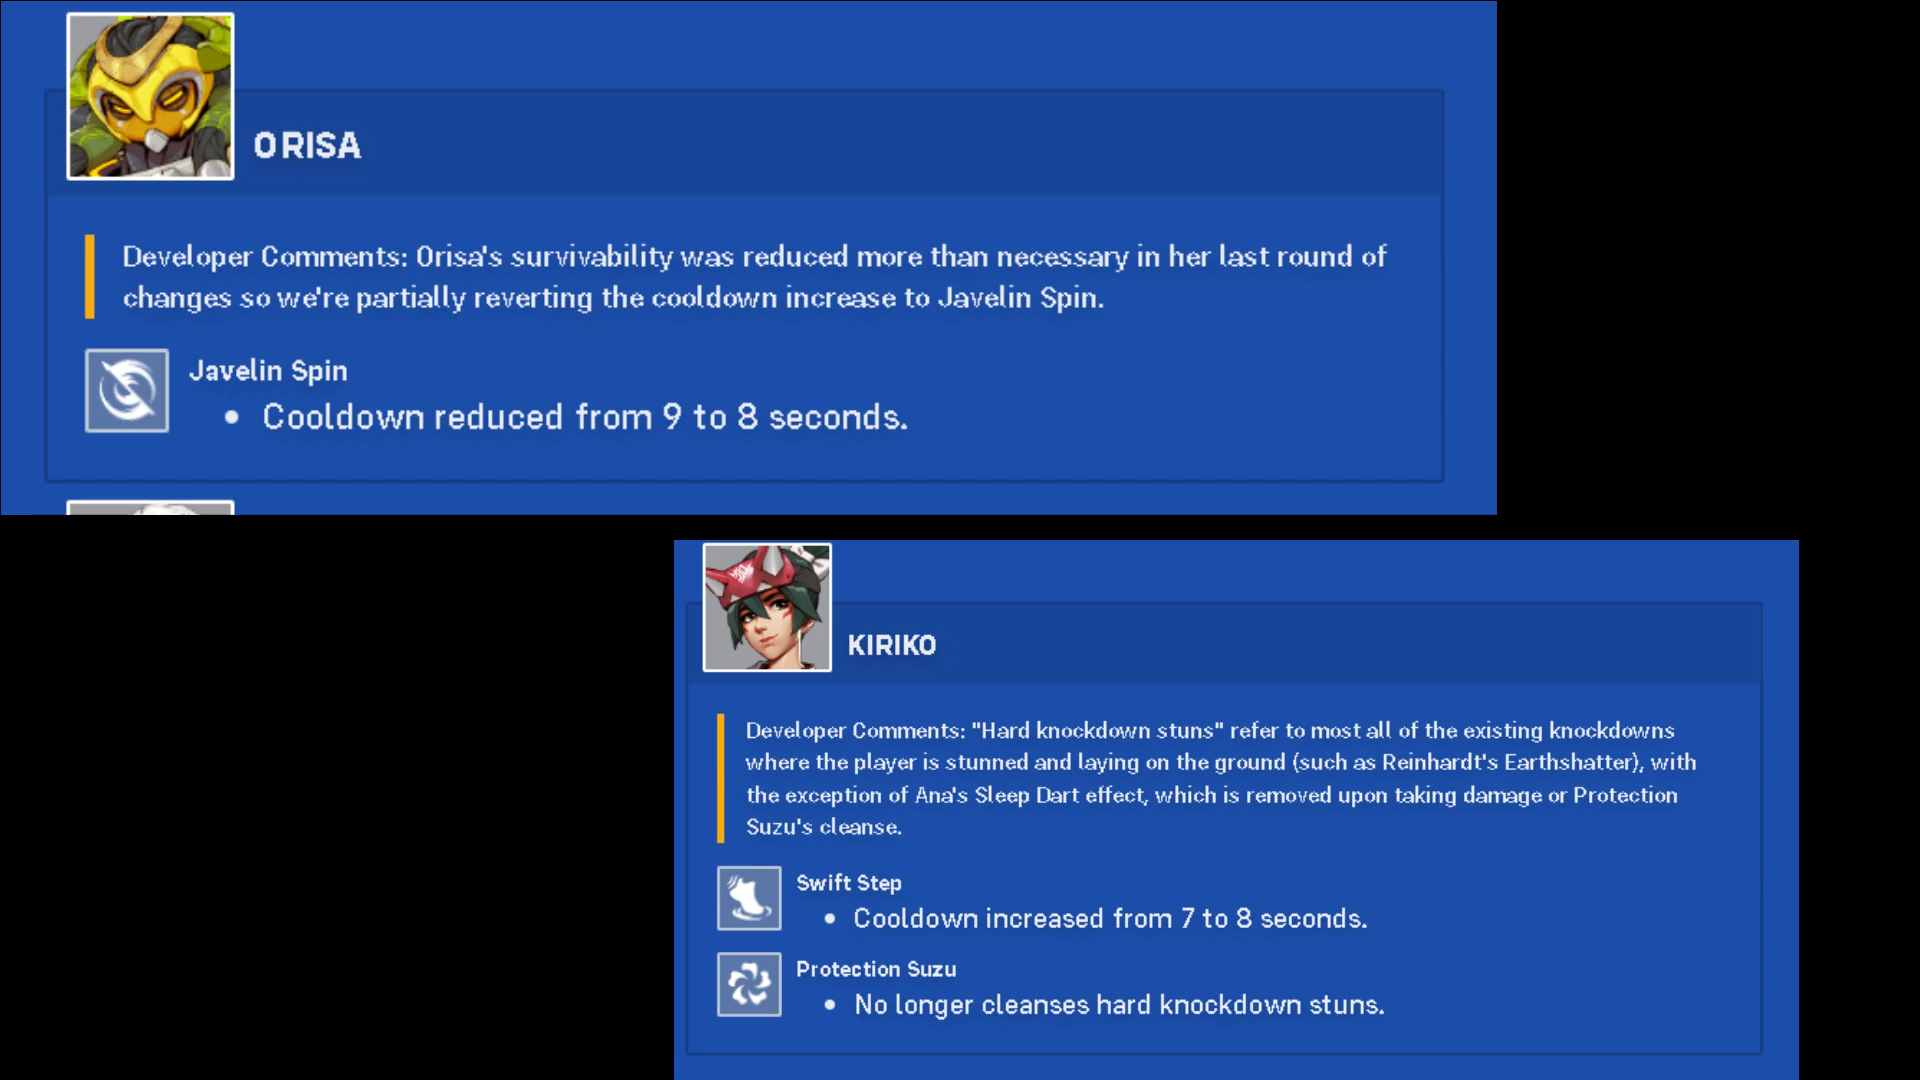 ORISA
Developer Comments: Orisa's survivability was reduced more than necessary in her last round of
changes so we're partially reverting the cooldown increase to Javelin Spin.
Javelin Spin
• Cooldown reduced from 9 to 8 seconds.
KIRIKO
Developer Comments: "Hard knockdown stuns" refer to most all of the existing knockdowns
where the player is stunned and laying on the ground (such as Reinhardt's Earthshatter), with
the exception of Ana's Sleep Dart effect, which is removed upon taking damage or Protection
Suzu's cleanse.
Swift Step
• Cooldown increased from 7 to 8 seconds.
Protection Suzu
• No longer cleanses hard knockdown stuns.